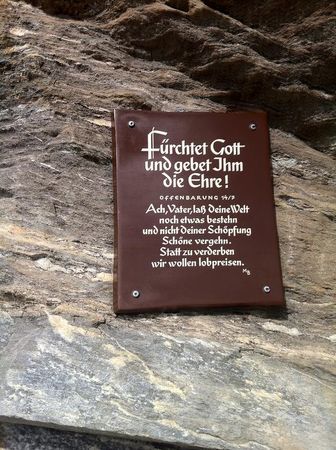 Fürchtet Gott
und gebet Ihm
die Ehre!
OFFENBARUNG 14/7
Ach, Vater, laß deine Welt
noch etwas bestehn
und nicht deiner Schöpfung
Schöne vergehn.
Statt zu verderben
wir wollen lobpreisen.
MB